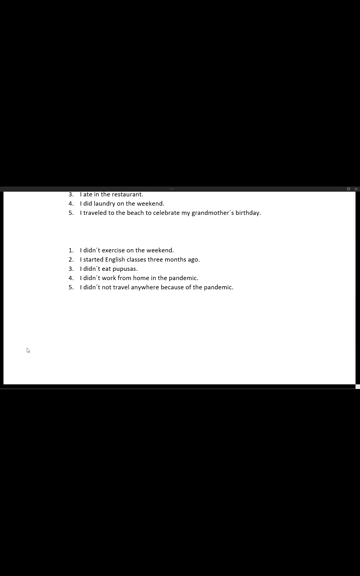 3. I ate in the restaurant.
4. I did laundry on the weekend.
5. I traveled to the beach to celebrate my grandmother´s birthday.
1. I didn´t exercise on the weekend.
2. I started English classes three months ago.
3. I didn´t eat pupusas.
4. I didn´t work from home in the pandemic.
5. I didn´t not travel anywhere because of the pandemic.